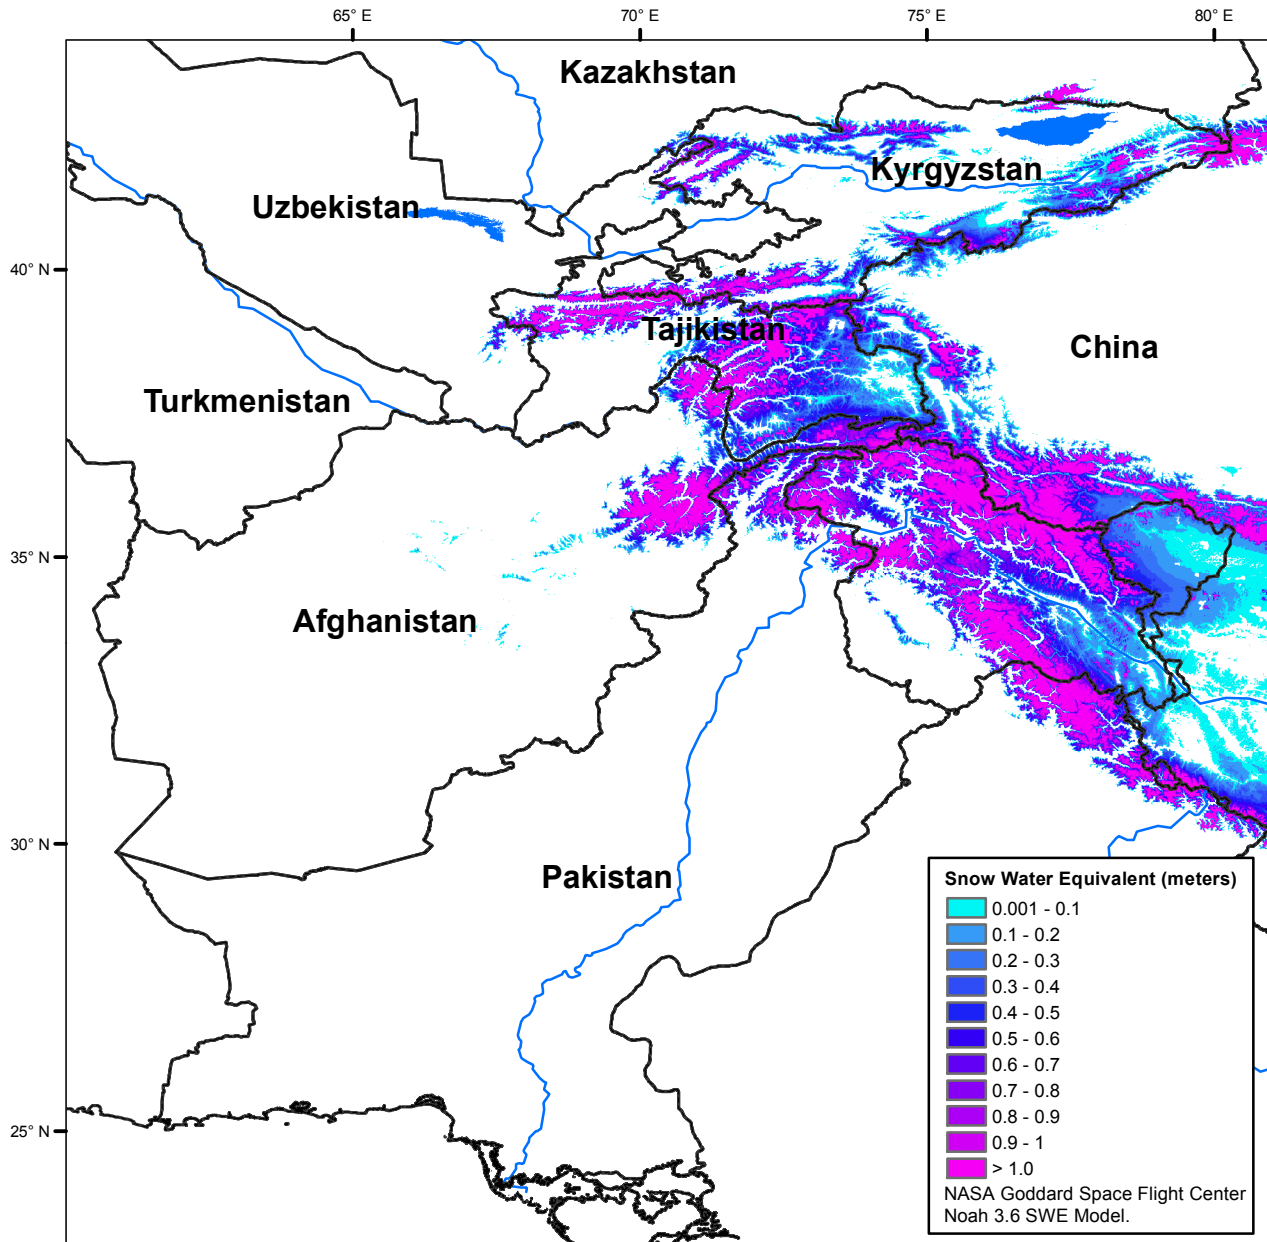 65° E
70° E
75° E
80° E
Kazakhstan
Kyrgyzstan
Uzbekistan
40° N
Tajikistan
China
Turkmenistan
35° N
Afghanistan
30° N
Pakistan
25° N
Snow Water Equivalent (meters)
0.001 - 0.1
0.1 - 0.2
0.2 - 0.3
0.3 - 0.4
0.4 - 0.5
0.5 - 0.6
0.6 - 0.7
0.7 - 0.8
0.8 - 0.9
0.9 - 1
> 1.0
NASA Goddard Space Flight Center
Noah 3.6 SWE Model.